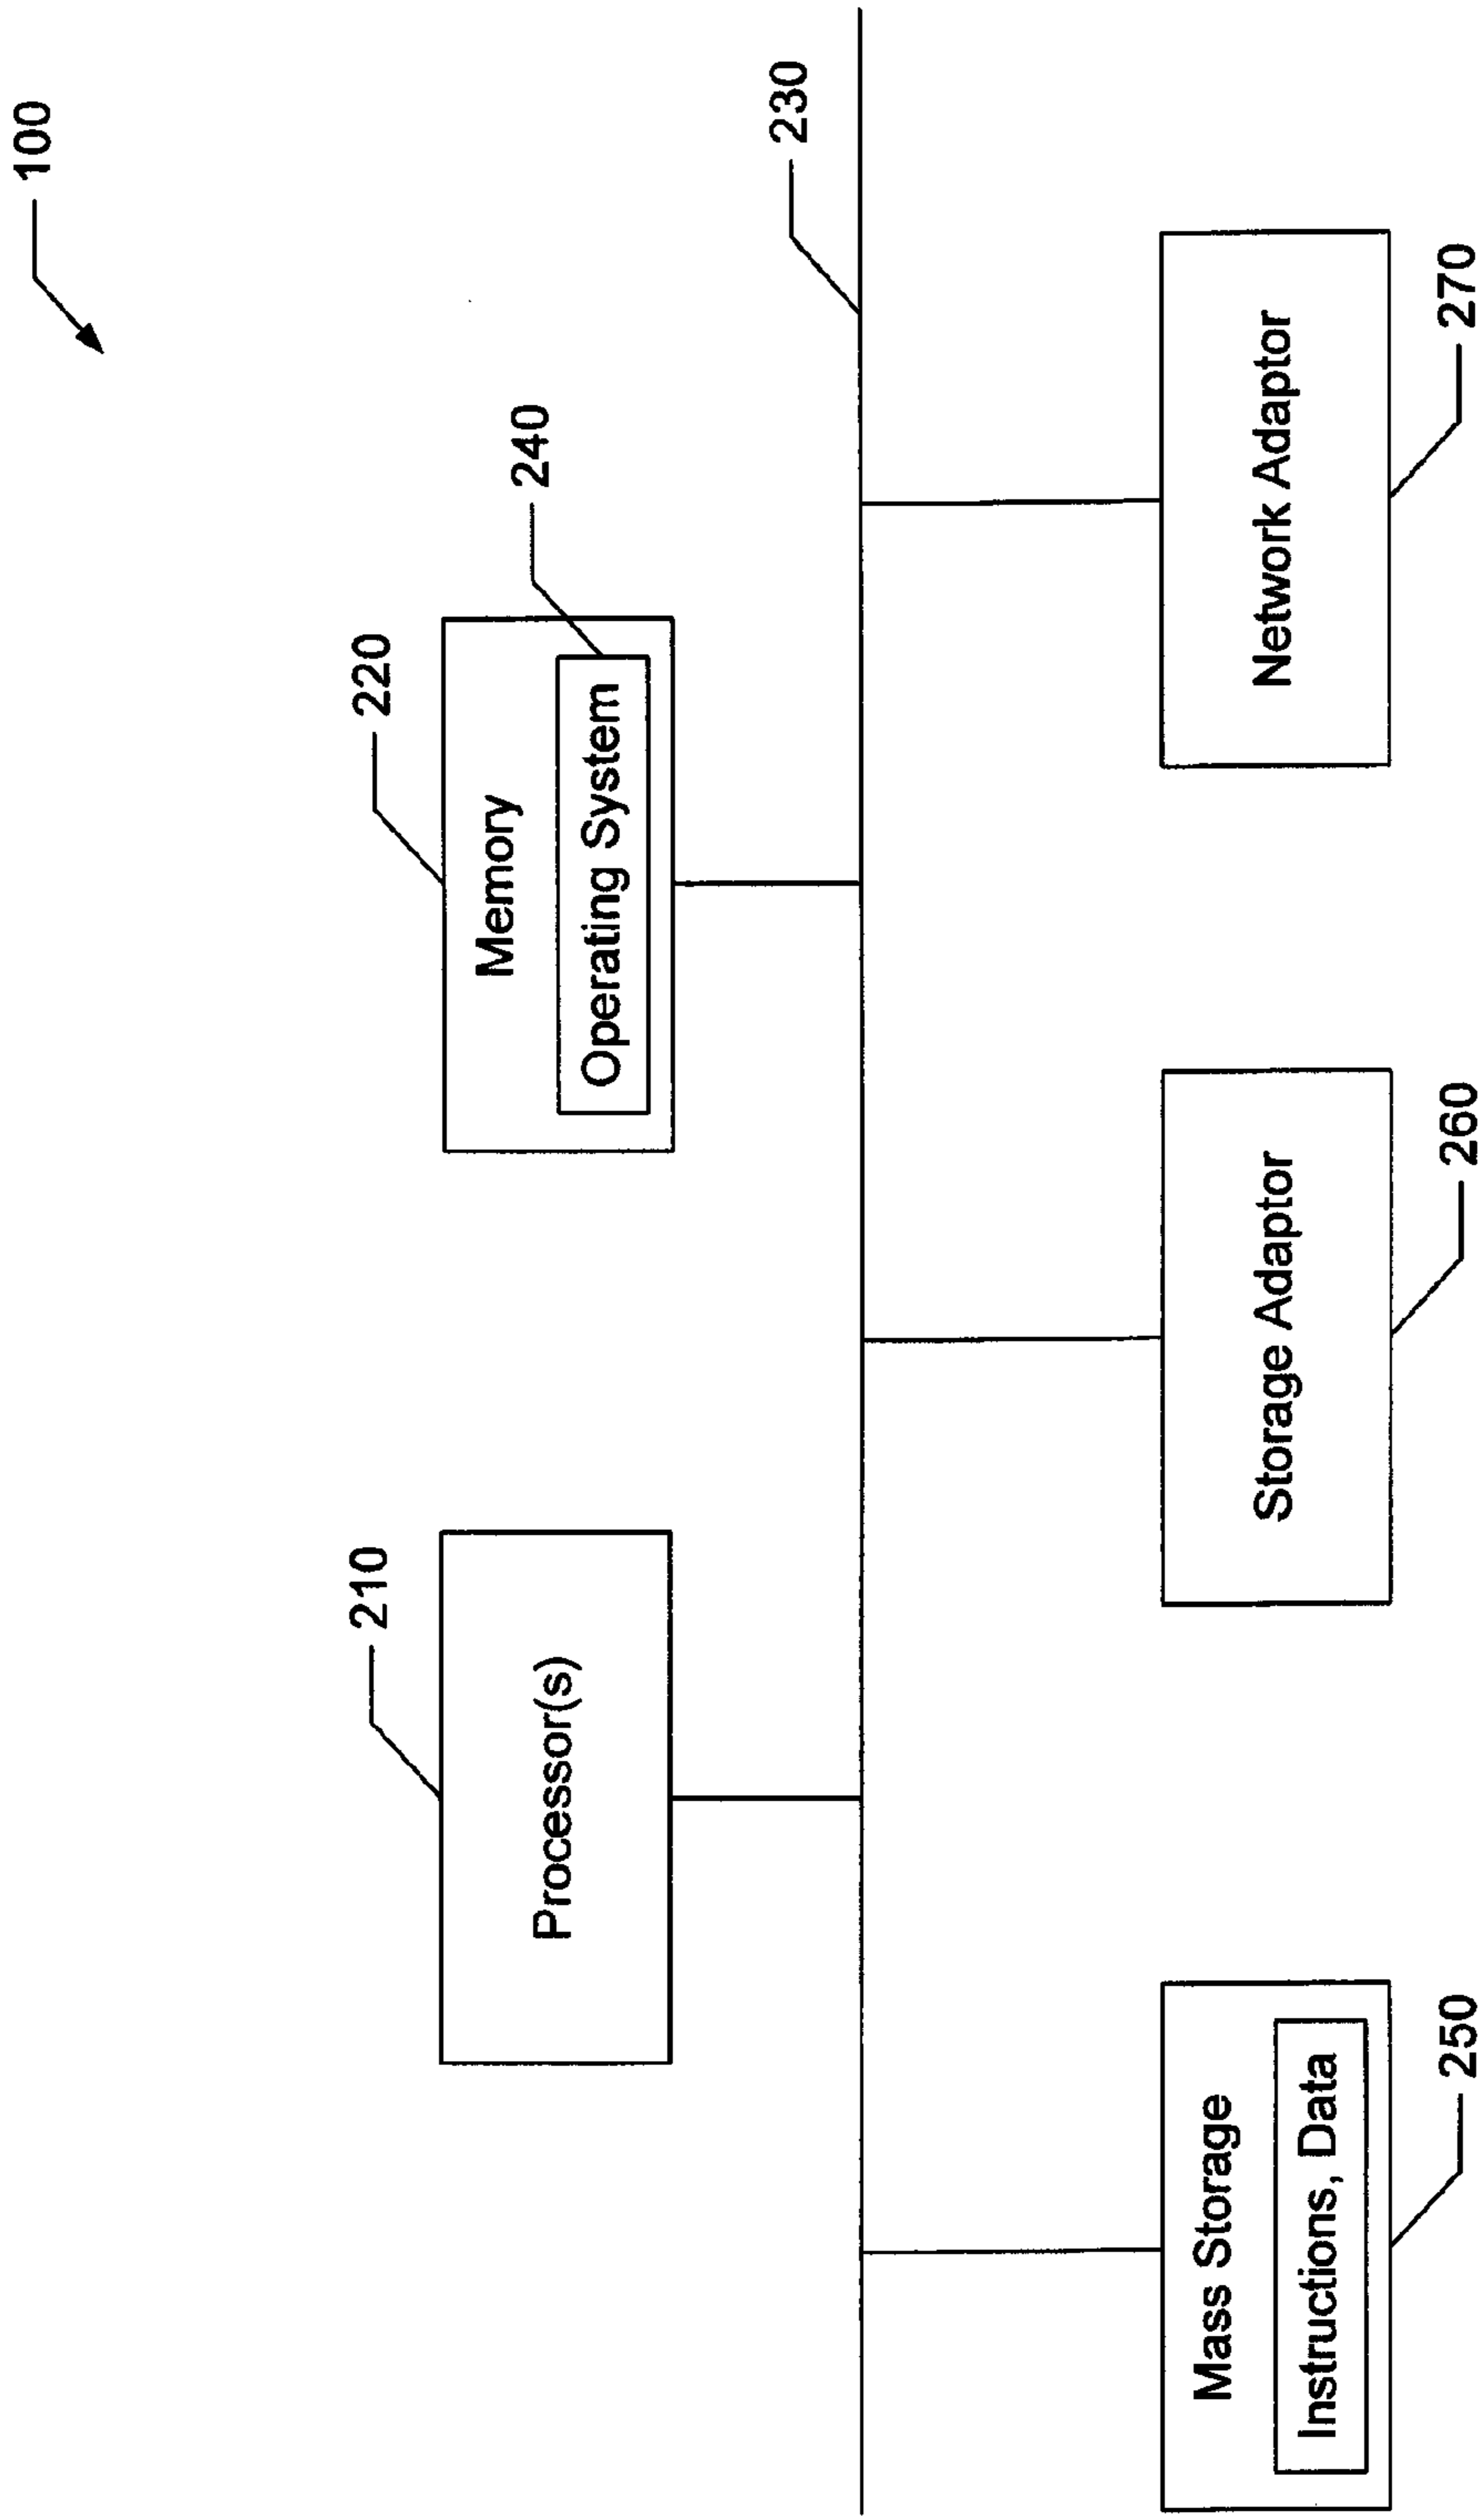 100
210
Processor(s)
220
Memory
240
Operating System
230
Mass Storage
Instructions, Data
250
Storage Adaptor
260
Network Adaptor
270